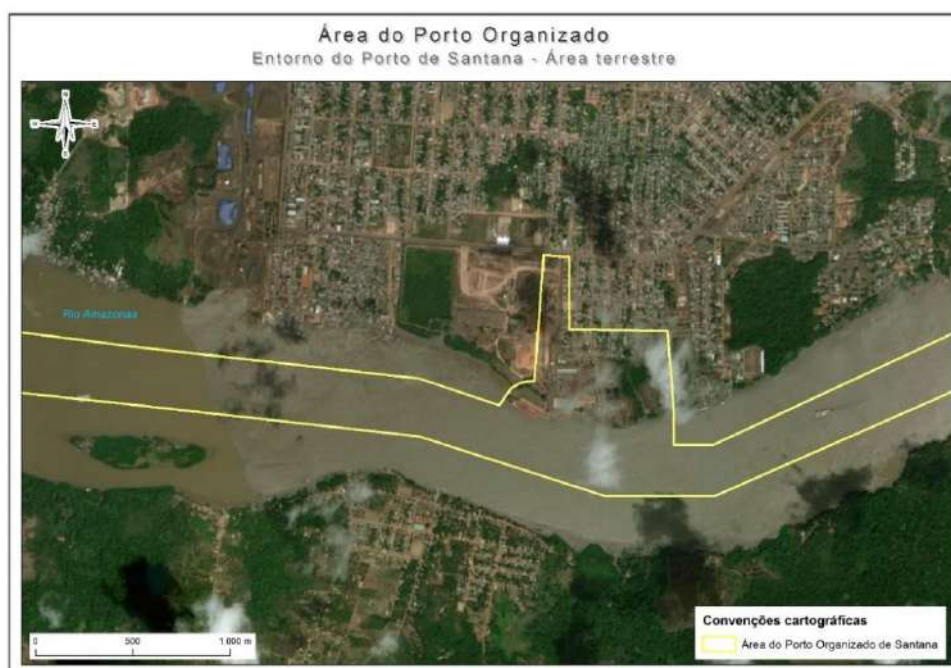 Área do Porto Organizado
Entorno do Porto de Santana - Área terrestre
Rio Amazonas
0 500 1.000 m
Convenções cartográficas
Área do Porto Organizado de Santana